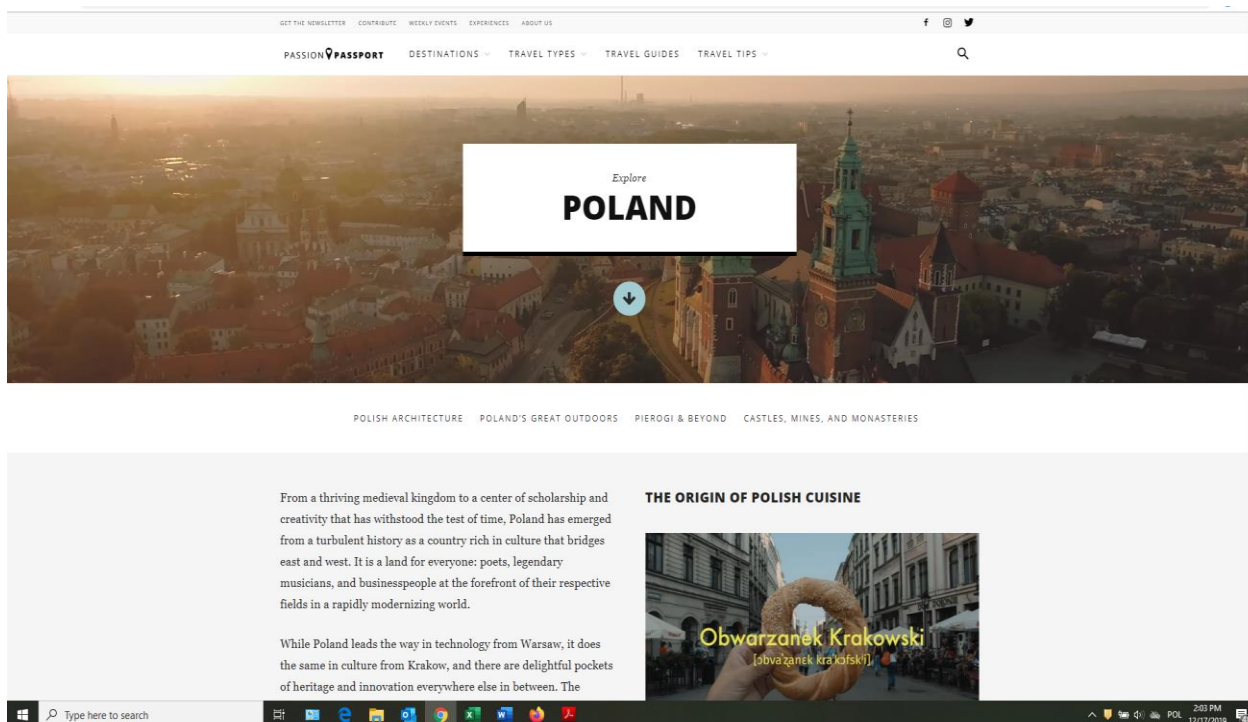 GET THE NEWSLETTER CONTRIBUTE WEEKLY EVENTS EXPERIENCES ABOUT US
PASSION PASSPORT DESTINATIONS TRAVEL TYPES TRAVEL GUIDES TRAVEL TIPS
Explore
POLAND
POLISH ARCHITECTURE POLAND'S GREAT OUTDOORS PIEROGI & BEYOND CASTLES, MINES, AND MONASTERIES
From a thriving medieval kingdom to a center of scholarship and
creativity that has withstood the test of time, Poland has emerged
from a turbulent history as a country rich in culture that bridges
east and west. It is a land for everyone: poets, legendary
musicians, and businesspeople at the forefront of their respective
fields in a rapidly modernizing world.
While Poland leads the way in technology from Warsaw, it does
the same in culture from Krakow, and there are delightful pockets
of heritage and innovation everywhere else in between. The
THE ORIGIN OF POLISH CUISINE
Obwarzanek Krakowski
[ɔbvaˈʐanɛk kraˈkɔfskʲi]
Type here to search
POL
2:03 PM
12/17/2019